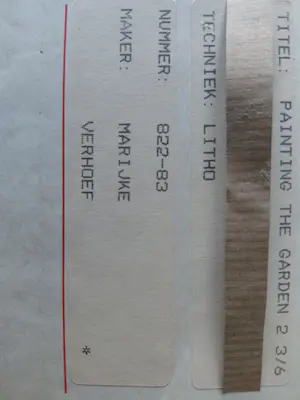 TITEL: PAINTING THE GARDEN 2 3/6
TECHNIEK: LITHO
NUMMER: 822-83
MAKER: MARIJKE
VERHOEF *